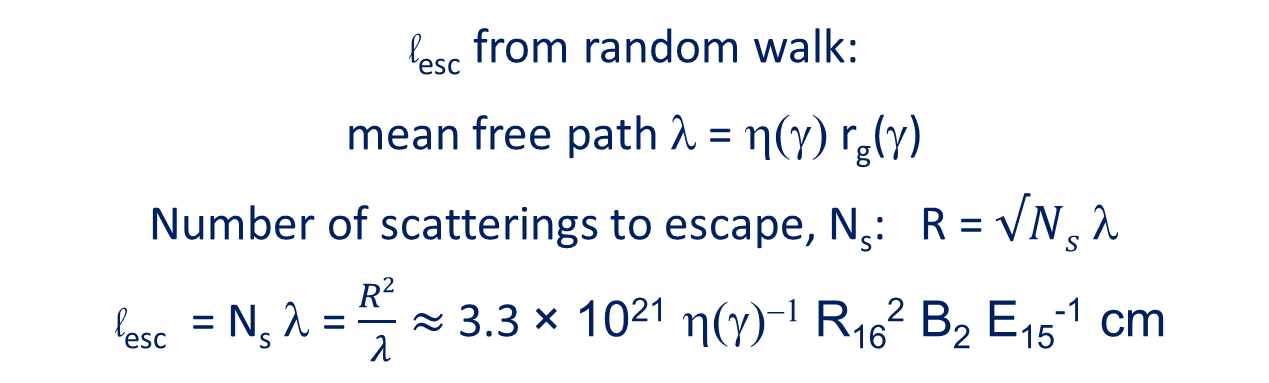 ℓesc from random walk:
mean free path λ = η(γ) rg(γ)
Number of scatterings to escape, Ns: R = √Ns λ
ℓesc = Ns λ = R²/λ ≈ 3.3 × 10²¹ η(γ)⁻¹ R₁₆² B₂ E₁₅⁻¹ cm